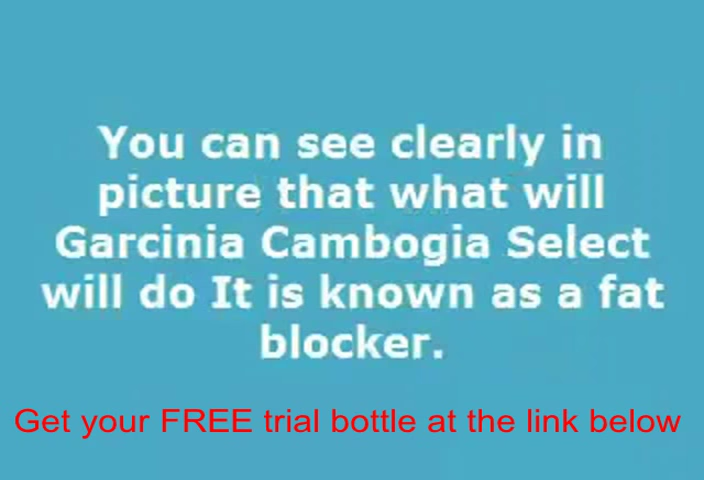 You can see clearly in
picture that what will
Garcinia Cambogia Select
will do It is known as a fat
blocker.
Get your FREE trial bottle at the link below